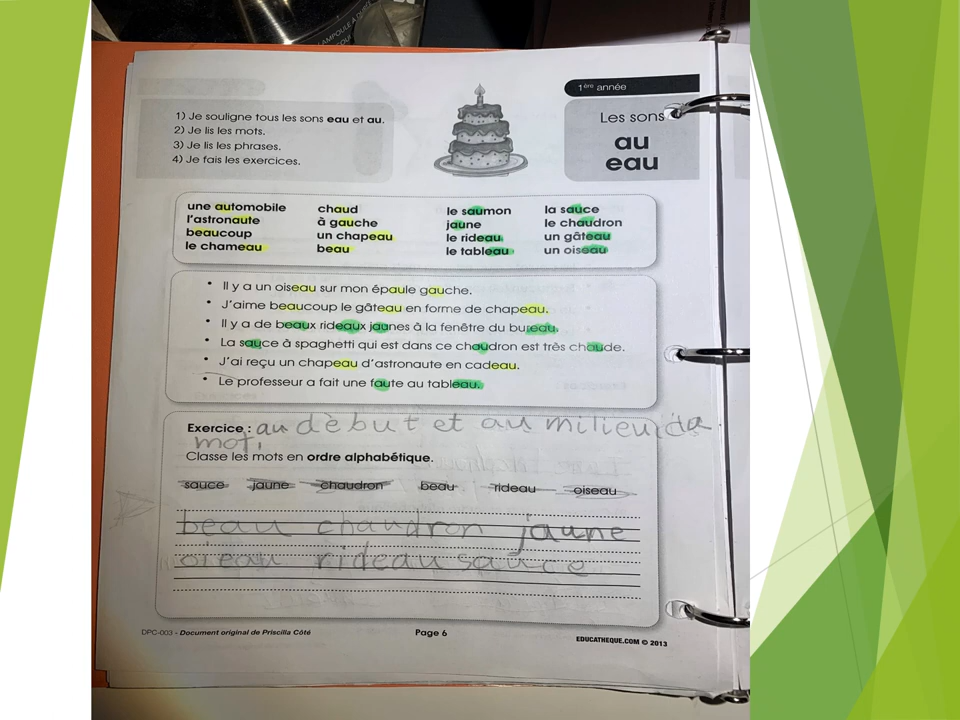 LAMPOULE À DURÉE
1ère année
1) Je souligne tous les sons eau et au.
2) Je lis les mots.
3) Je lis les phrases.
4) Je fais les exercices.
Les sons
au
eau
une automobile chaud le saumon la sauce
l'astronaute à gauche jaune le chaudron
beaucoup un chapeau le rideau un gâteau
le chameau beau le tableau un oiseau
• Il y a un oiseau sur mon épaule gauche.
• J'aime beaucoup le gâteau en forme de chapeau.
• Il y a de beaux rideaux jaunes à la fenêtre du bureau.
• La sauce à spaghetti qui est dans ce chaudron est très chaude.
• J'ai reçu un chapeau d'astronaute en cadeau.
• Le professeur a fait une faute au tableau.
Exercice : au dèbut et au milieu da
mot.
Classe les mots en ordre alphabétique.
sauce jaune chaudron beau rideau oiseau
beau chaudron jaune
oieau rideau sauce
DPC-003 - Document original de Priscilla Côté Page 6 EDUCATHEQUE.COM © 2013